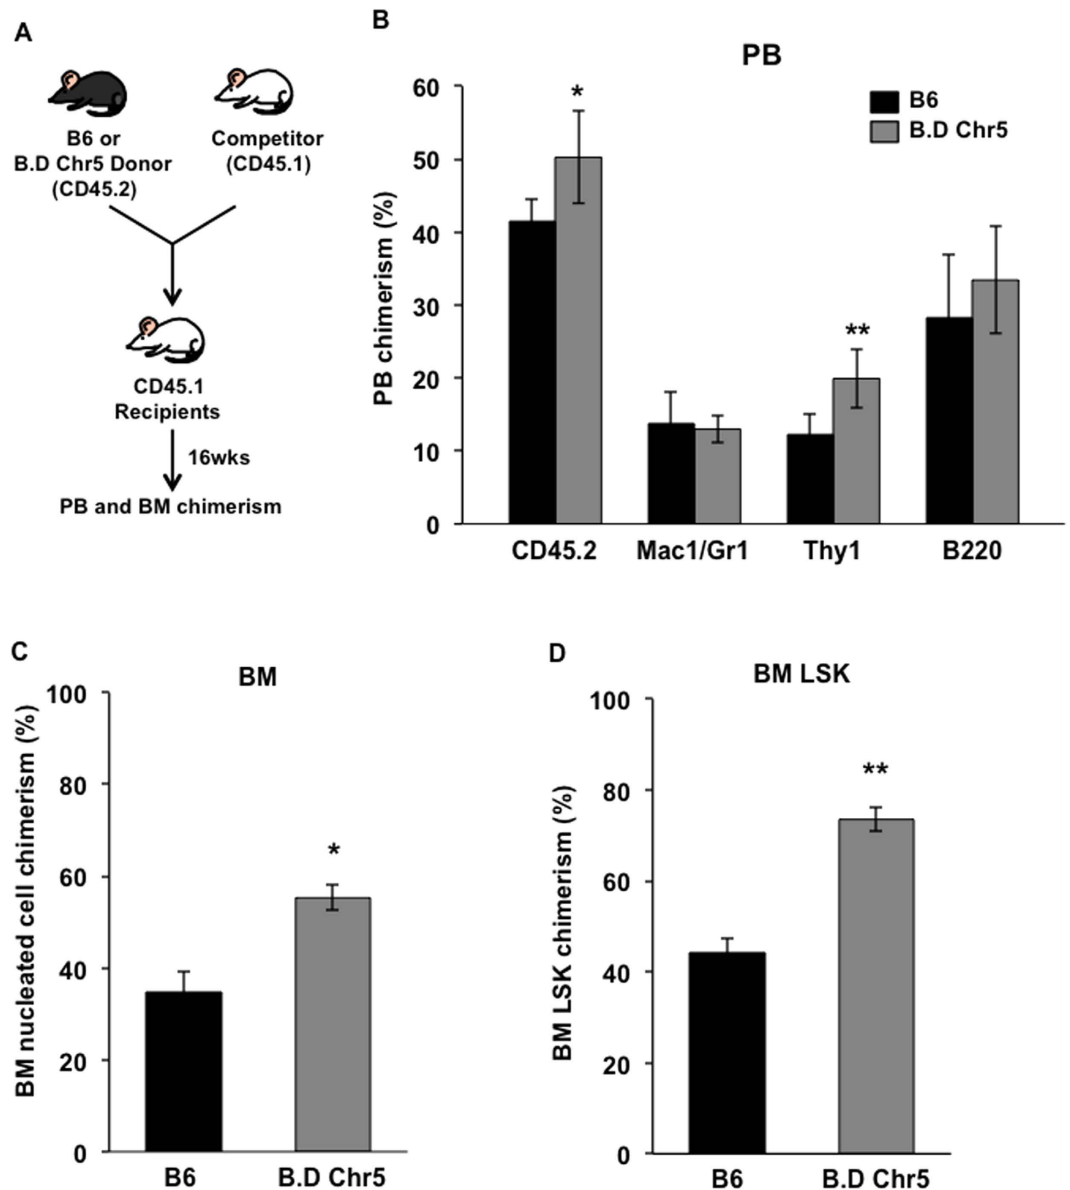 A
B6 or
B.D Chr5 Donor
(CD45.2)
Competitor
(CD45.1)
CD45.1
Recipients
16wks
PB and BM chimerism
B
PB
B6
B.D Chr5
PB chimerism (%)
60
50
40
30
20
10
0
*
**
CD45.2 Mac1/Gr1 Thy1 B220
C
BM
BM nucleated cell chimerism (%)
100
80
60
40
20
0
*
B6 B.D Chr5
D
BM LSK
BM LSK chimerism (%)
100
80
60
40
20
0
**
B6 B.D Chr5